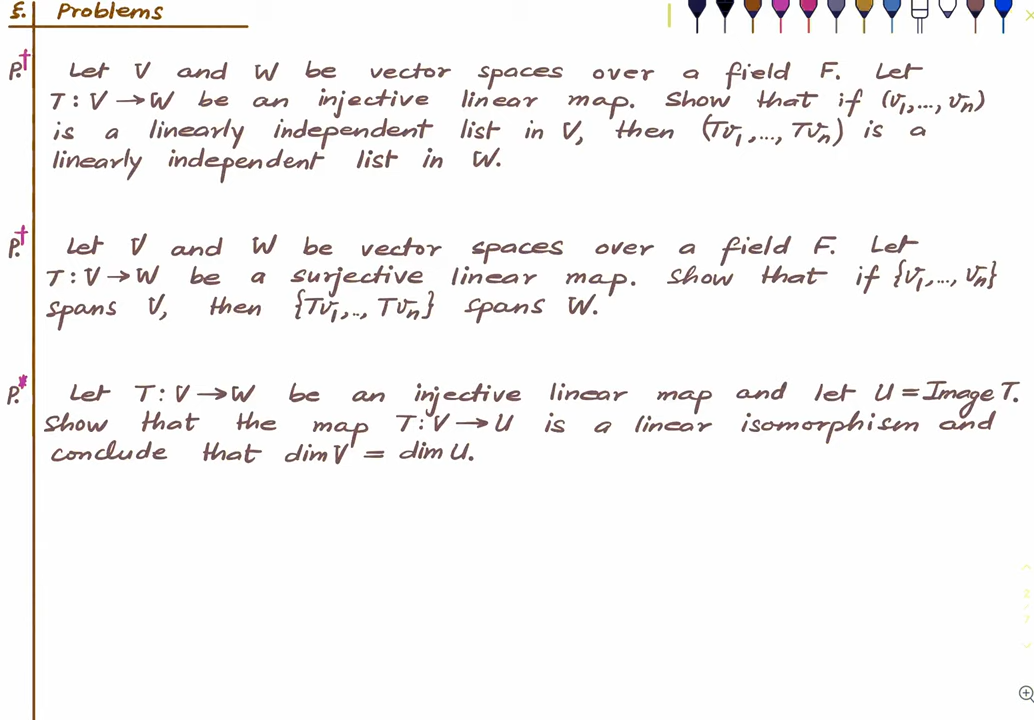 §. Problems
P.† Let V and W be vector spaces over a field F. Let
T: V → W be an injective linear map. Show that if (v₁,..., vₙ)
is a linearly independent list in V, then (Tv₁,..., Tvₙ) is a
linearly independent list in W.
P.† Let V and W be vector spaces over a field F. Let
T: V → W be a surjective linear map. Show that if {v₁,..., vₙ}
spans V, then {Tv₁,.., Tvₙ} spans W.
P.* Let T: V → W be an injective linear map and let U = Image T.
Show that the map T: V → U is a linear isomorphism and
conclude that dim V = dim U.
2
/
7